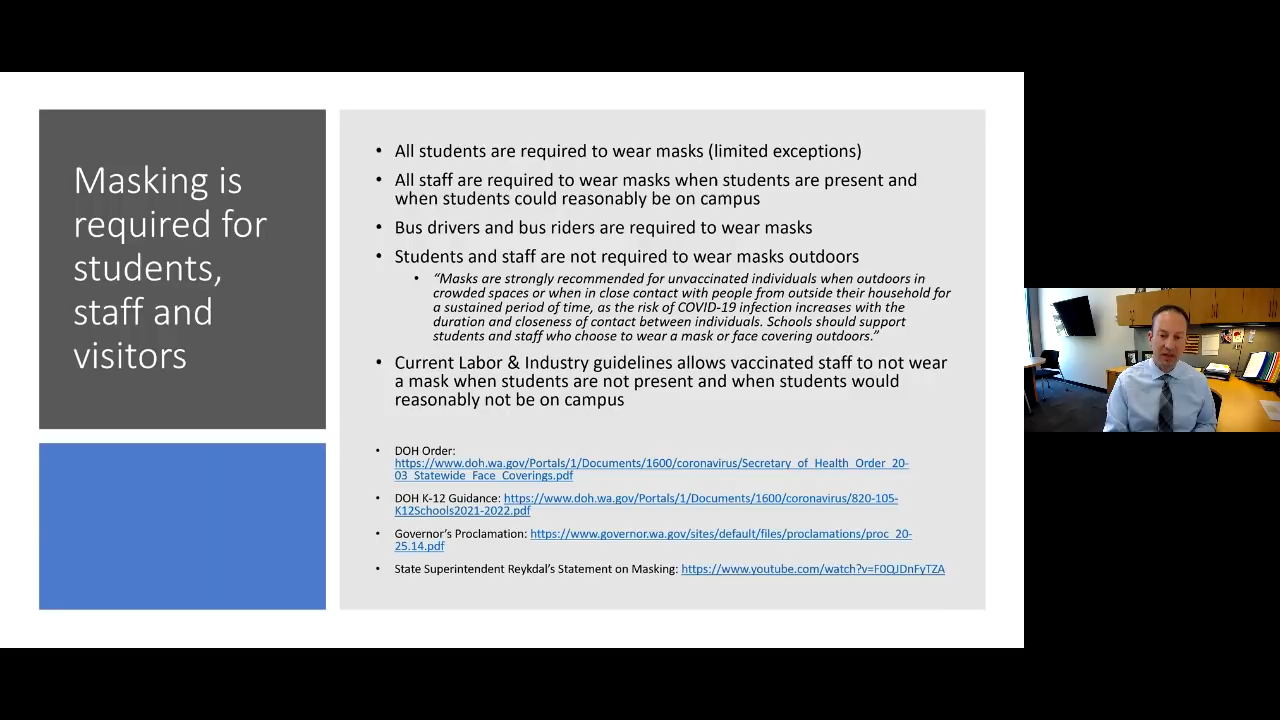 Masking is
required for
students,
staff and
visitors
• All students are required to wear masks (limited exceptions)
• All staff are required to wear masks when students are present and
when students could reasonably be on campus
• Bus drivers and bus riders are required to wear masks
• Students and staff are not required to wear masks outdoors
• “Masks are strongly recommended for unvaccinated individuals when outdoors in
crowded spaces or when in close contact with people from outside their household for
a sustained period of time, as the risk of COVID-19 infection increases with the
duration and closeness of contact between individuals. Schools should support
students and staff who choose to wear a mask or face covering outdoors.”
• Current Labor & Industry guidelines allows vaccinated staff to not wear
a mask when students are not present and when students would
reasonably not be on campus
• DOH Order:
https://www.doh.wa.gov/Portals/1/Documents/1600/coronavirus/Secretary_of_Health_Order_20-
03_Statewide_Face_Coverings.pdf
• DOH K-12 Guidance: https://www.doh.wa.gov/Portals/1/Documents/1600/coronavirus/820-105-
K12Schools2021-2022.pdf
• Governor’s Proclamation: https://www.governor.wa.gov/sites/default/files/proclamations/proc_20-
25.14.pdf
• State Superintendent Reykdal’s Statement on Masking: https://www.youtube.com/watch?v=F0QJDnFyTZA